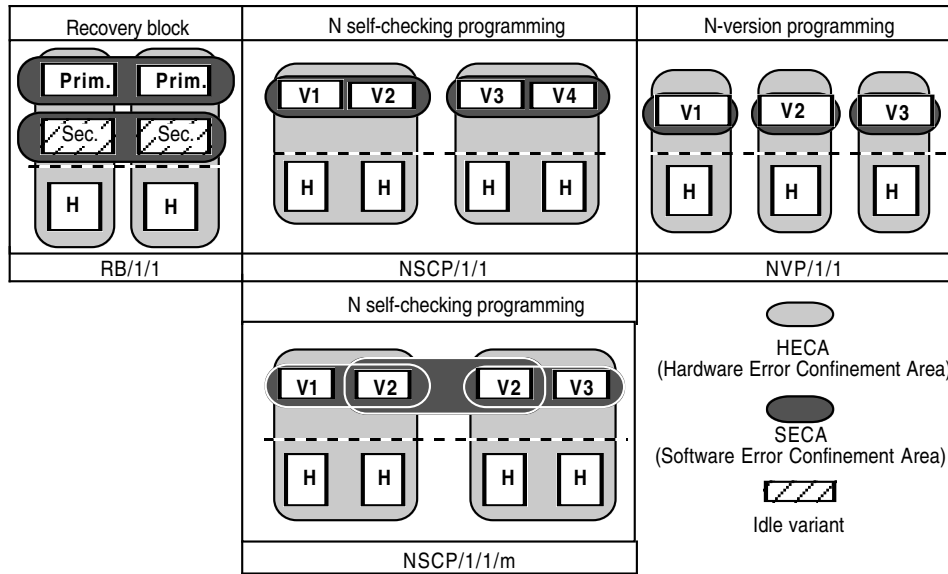 Recovery block
N self-checking programming
N-version programming
Prim. Prim.
Sec. Sec.
H H
V1 V2 V3 V4
H H H H
V1 V2 V3
H H H
RB/1/1
NSCP/1/1
NVP/1/1
N self-checking programming
V1 V2 V2 V3
H H H H
NSCP/1/1/m
HECA
(Hardware Error Confinement Area)
SECA
(Software Error Confinement Area)
Idle variant